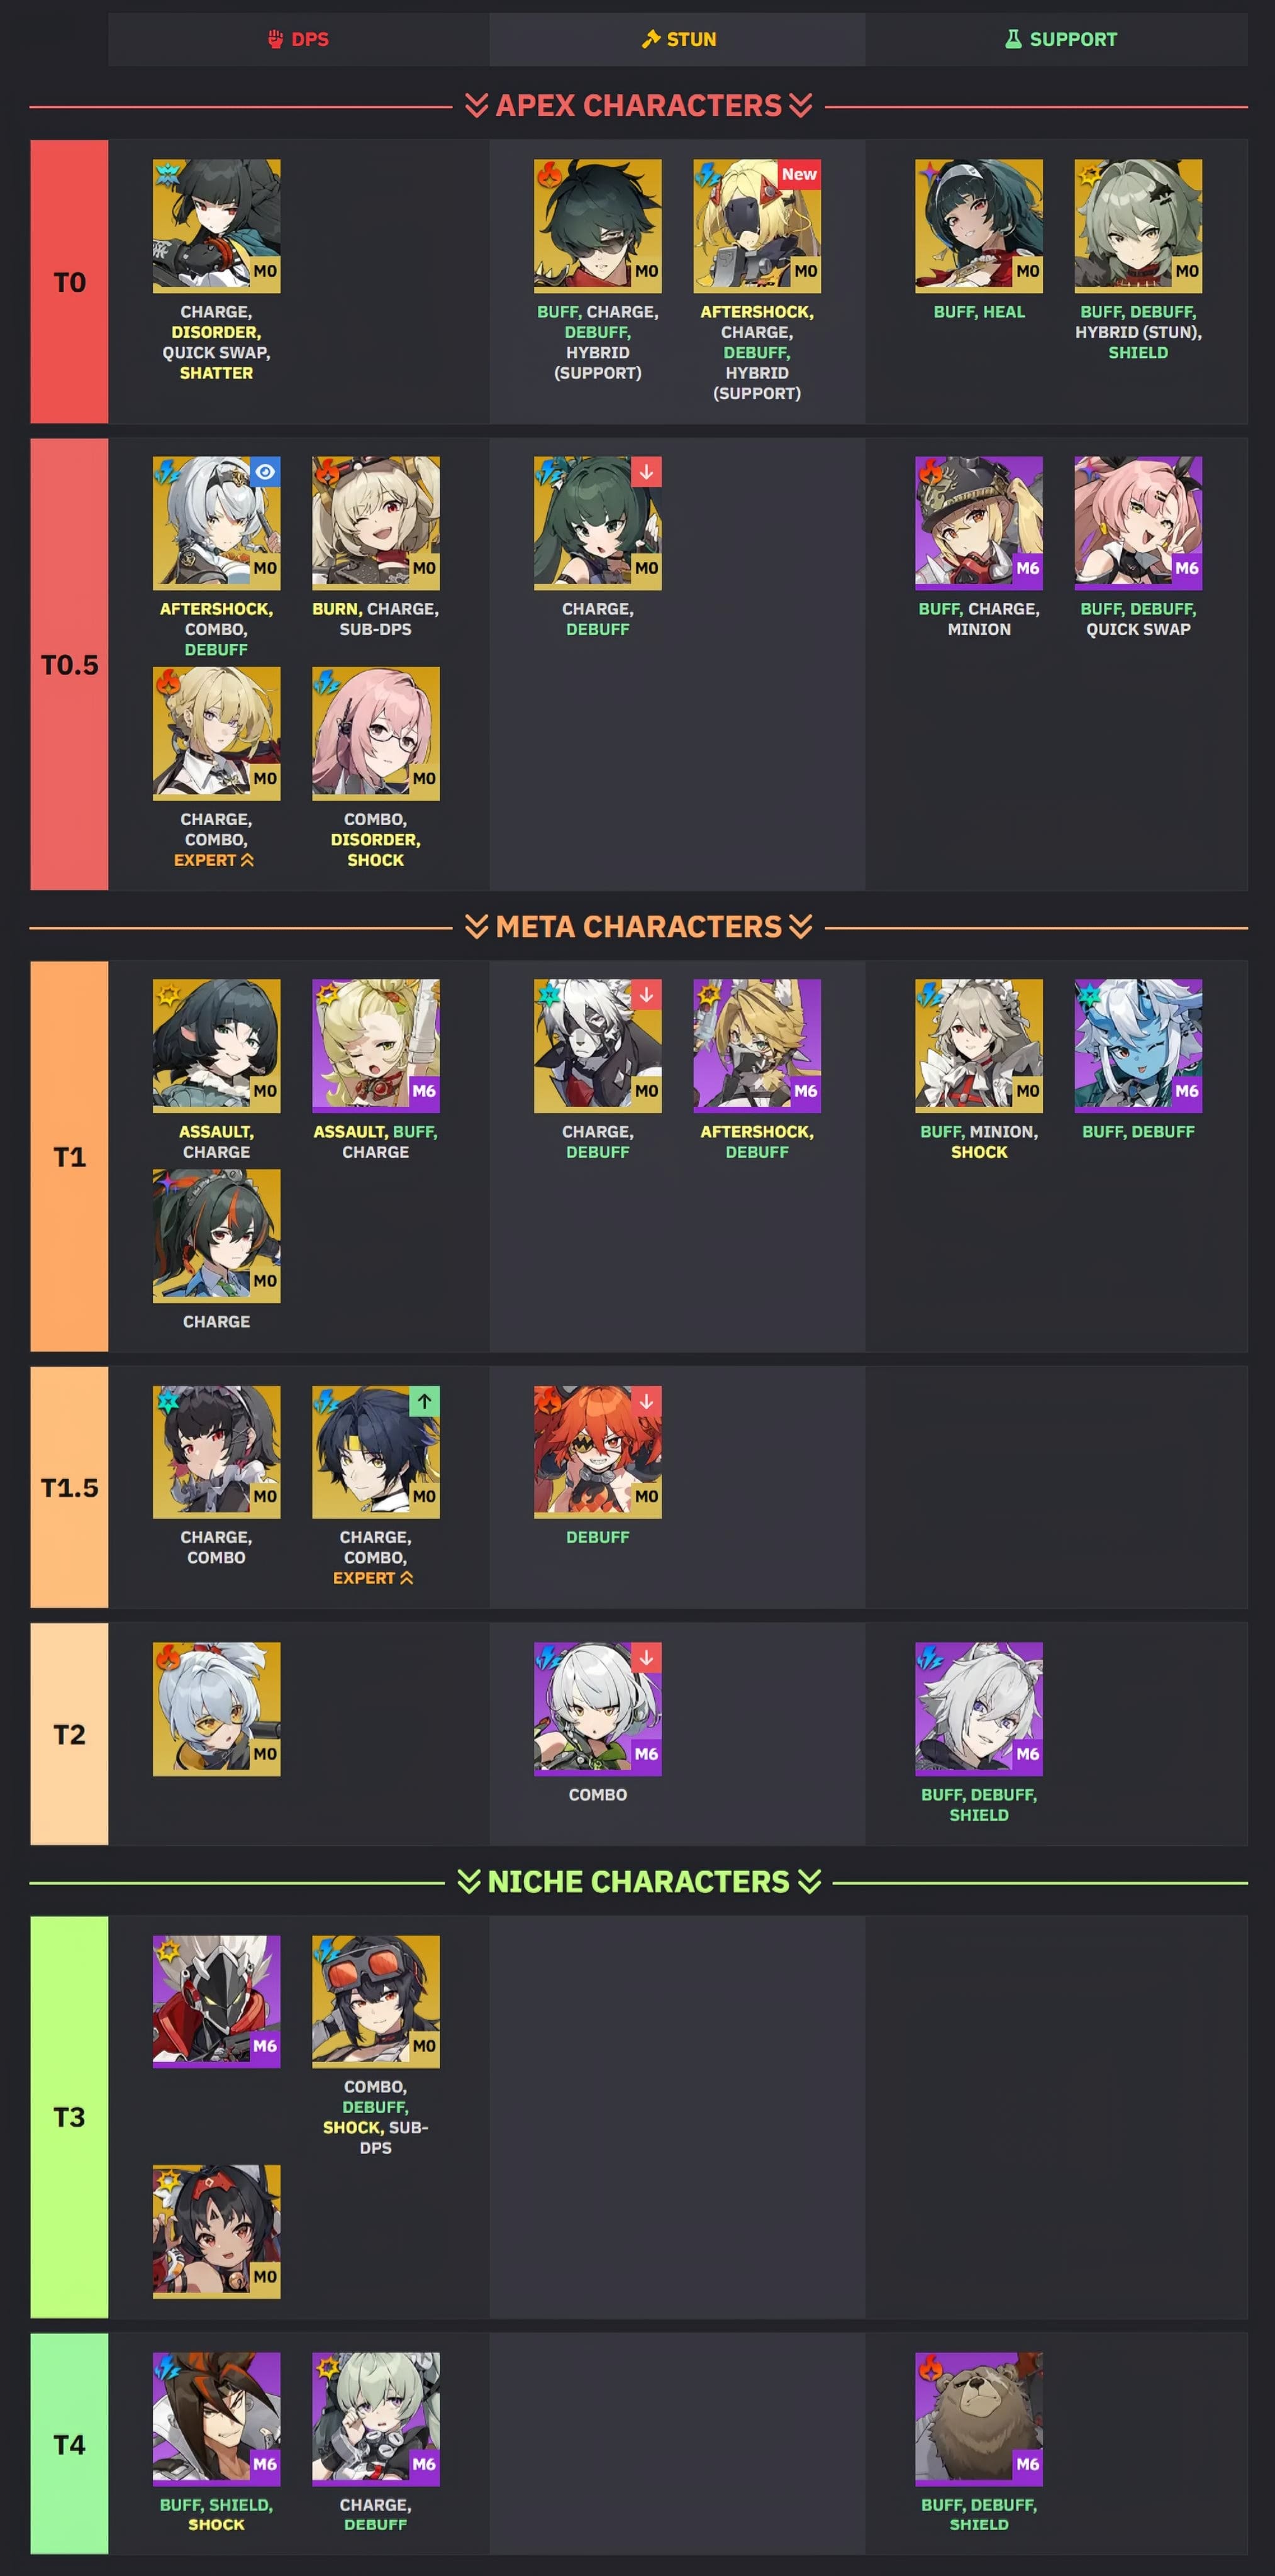 DPS
STUN
SUPPORT
APEX CHARACTERS
T0
M0
CHARGE,
DISORDER,
QUICK SWAP,
SHATTER
M0
BUFF, CHARGE,
DEBUFF,
HYBRID
(SUPPORT)
New
M0
AFTERSHOCK,
CHARGE,
DEBUFF,
HYBRID
(SUPPORT)
M0
BUFF, HEAL
M0
BUFF, DEBUFF,
HYBRID (STUN),
SHIELD
T0.5
M0
AFTERSHOCK,
COMBO,
DEBUFF
M0
BURN, CHARGE,
SUB-DPS
M0
CHARGE,
COMBO,
EXPERT
M0
COMBO,
DISORDER,
SHOCK
M0
CHARGE,
DEBUFF
M6
BUFF, CHARGE,
MINION
M6
BUFF, DEBUFF,
QUICK SWAP
META CHARACTERS
T1
M0
ASSAULT,
CHARGE
M6
ASSAULT, BUFF,
CHARGE
M0
CHARGE
M0
CHARGE,
DEBUFF
M6
AFTERSHOCK,
DEBUFF
M0
BUFF, MINION,
SHOCK
M6
BUFF, DEBUFF
T1.5
M0
CHARGE,
COMBO
M0
CHARGE,
COMBO,
EXPERT
M0
DEBUFF
T2
M0
M6
COMBO
M6
BUFF, DEBUFF,
SHIELD
NICHE CHARACTERS
T3
M6
M0
COMBO,
DEBUFF,
SHOCK, SUB-
DPS
M0
T4
M6
BUFF, SHIELD,
SHOCK
M6
CHARGE,
DEBUFF
M6
BUFF, DEBUFF,
SHIELD